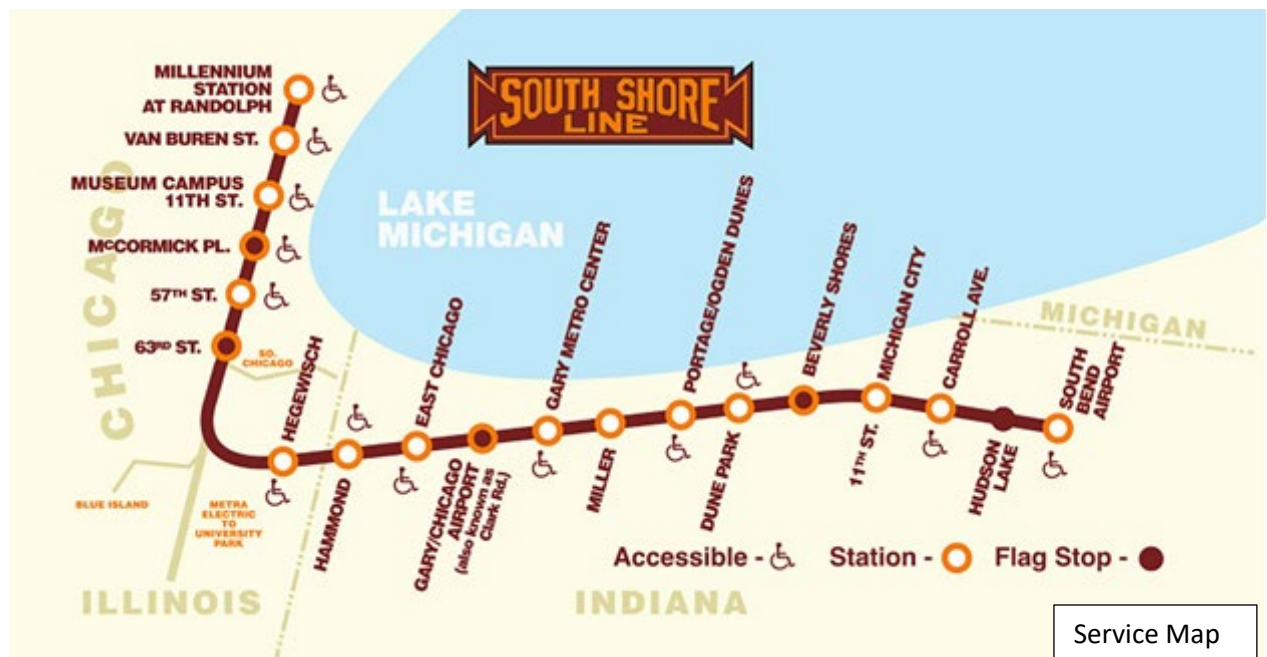 MILLENNIUM
STATION
AT RANDOLPH
VAN BUREN ST.
MUSEUM CAMPUS
11TH ST.
MCCORMICK PL.
57TH ST.
63RD ST.
CHICAGO
SOUTH SHORE
LINE
LAKE
MICHIGAN
SO.
CHICAGO
HEGEWISCH
HAMMOND
EAST CHICAGO
GARY/CHICAGO
AIRPORT
(also known as
Clark Rd.)
GARY METRO CENTER
MILLER
PORTAGE/OGDEN DUNES
DUNE PARK
BEVERLY SHORES
MICHIGAN CITY
11TH ST.
CARROLL AVE.
HUDSON
LAKE
SOUTH
BEND
AIRPORT
MICHIGAN
BLUE ISLAND
METRA
ELECTRIC
TO
UNIVERSITY
PARK
Accessible - Station - Flag Stop -
ILLINOIS
INDIANA
Service Map